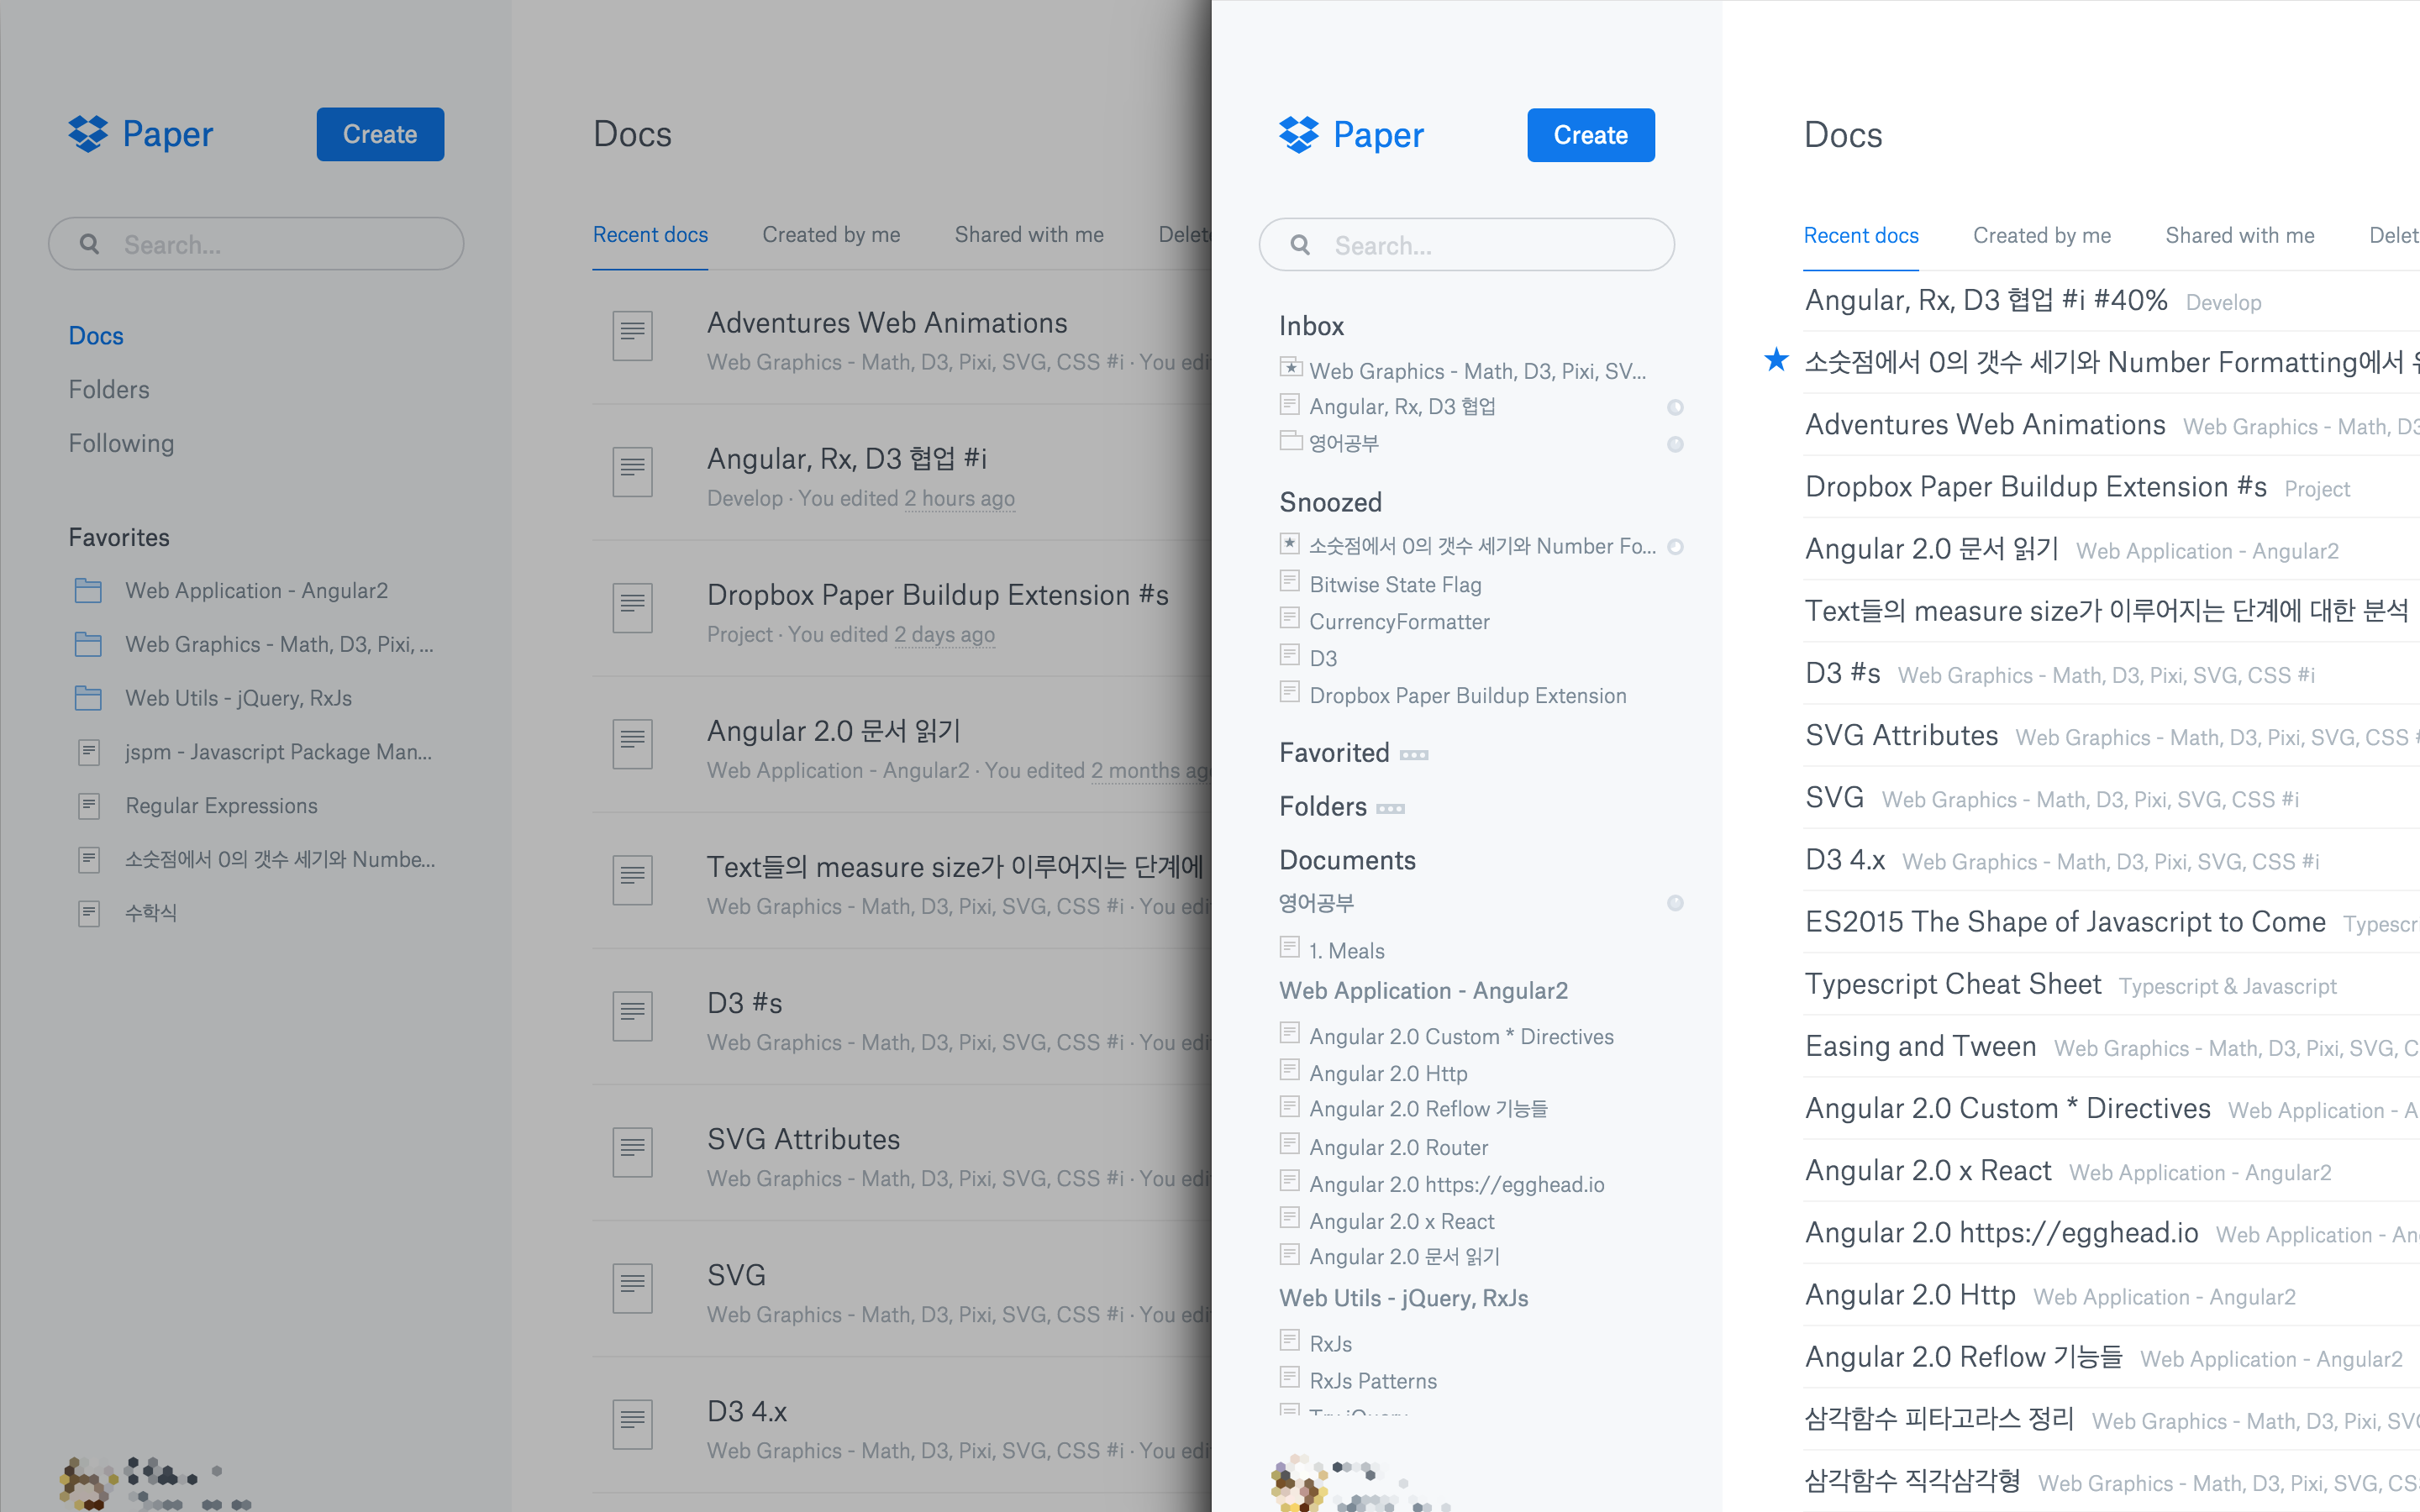 Paper
Create
Search...
Docs
Folders
Following
Favorites
Web Application - Angular2
Web Graphics - Math, D3, Pixi, ...
Web Utils - jQuery, RxJs
jspm - Javascript Package Man...
Regular Expressions
소숫점에서 0의 갯수 세기와 Numbe...
수학식
Docs
Recent docs Created by me Shared with me Delet
Adventures Web Animations
Web Graphics - Math, D3, Pixi, SVG, CSS #i · You edi
Angular, Rx, D3 협업 #i
Develop · You edited 2 hours ago
Dropbox Paper Buildup Extension #s
Project · You edited 2 days ago
Angular 2.0 문서 읽기
Web Application - Angular2 · You edited 2 months ag
Text들의 measure size가 이루어지는 단계에
Web Graphics - Math, D3, Pixi, SVG, CSS #i · You edi
D3 #s
Web Graphics - Math, D3, Pixi, SVG, CSS #i · You edi
SVG Attributes
Web Graphics - Math, D3, Pixi, SVG, CSS #i · You edi
SVG
Web Graphics - Math, D3, Pixi, SVG, CSS #i · You edi
D3 4.x
Web Graphics - Math, D3, Pixi, SVG, CSS #i · You edi
Paper
Create
Search...
Inbox
Web Graphics - Math, D3, Pixi, SV...
Angular, Rx, D3 협업
영어공부
Snoozed
소숫점에서 0의 갯수 세기와 Number Fo...
Bitwise State Flag
CurrencyFormatter
D3
Dropbox Paper Buildup Extension
Favorited
Folders
Documents
영어공부
1. Meals
Web Application - Angular2
Angular 2.0 Custom * Directives
Angular 2.0 Http
Angular 2.0 Reflow 기능들
Angular 2.0 Router
Angular 2.0 https://egghead.io
Angular 2.0 x React
Angular 2.0 문서 읽기
Web Utils - jQuery, RxJs
RxJs
RxJs Patterns
Docs
Recent docs Created by me Shared with me Delet
Angular, Rx, D3 협업 #i #40% Develop
소숫점에서 0의 갯수 세기와 Number Formatting에서
Adventures Web Animations Web Graphics - Math, D3
Dropbox Paper Buildup Extension #s Project
Angular 2.0 문서 읽기 Web Application - Angular2
Text들의 measure size가 이루어지는 단계에 대한 분석
D3 #s Web Graphics - Math, D3, Pixi, SVG, CSS #i
SVG Attributes Web Graphics - Math, D3, Pixi, SVG, CSS #
SVG Web Graphics - Math, D3, Pixi, SVG, CSS #i
D3 4.x Web Graphics - Math, D3, Pixi, SVG, CSS #i
ES2015 The Shape of Javascript to Come Typescr
Typescript Cheat Sheet Typescript & Javascript
Easing and Tween Web Graphics - Math, D3, Pixi, SVG, C
Angular 2.0 Custom * Directives Web Application - A
Angular 2.0 x React Web Application - Angular2
Angular 2.0 https://egghead.io Web Application - An
Angular 2.0 Http Web Application - Angular2
Angular 2.0 Reflow 기능들 Web Application - Angular2
삼각함수 피타고라스 정리 Web Graphics - Math, D3, Pixi, SV
삼각함수 직각삼각형 Web Graphics - Math, D3, Pixi, SVG, CS